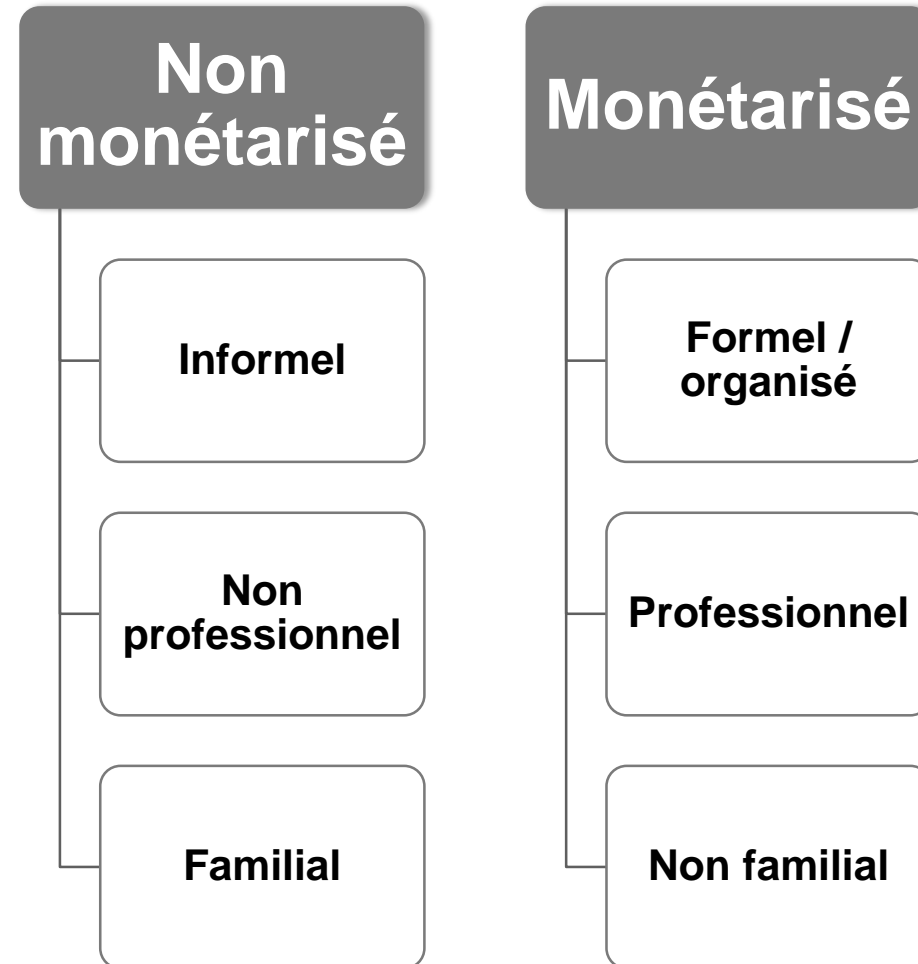 Non
monétarisé
Informel
Non
professionnel
Familial
Monétarisé
Formel /
organisé
Professionnel
Non familial